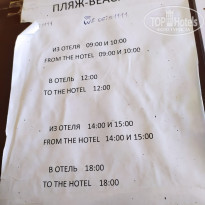 ПЛЯЖ-BEACH
ИЗ ОТЕЛЯ 09:00 И 10:00
FROM THE HOTEL 09:00 И 10:00
В ОТЕЛЬ 12:00
TO THE HOTEL 12:00
ИЗ ОТЕЛЯ 14:00 И 15:00
FROM THE HOTEL 14:00 И 15:00
В ОТЕЛЬ 18:00
TO THE HOTEL 18:00